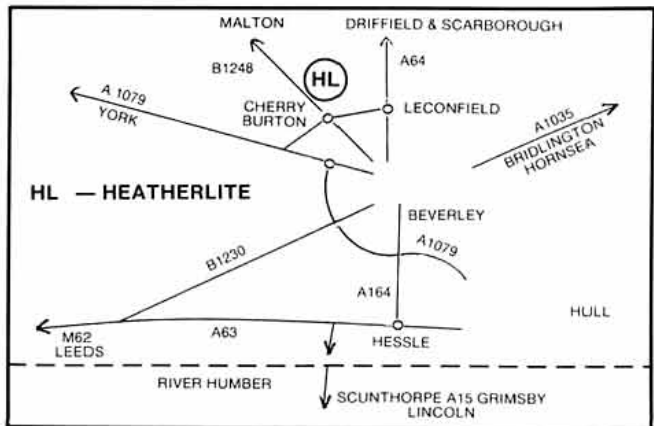 MALTON
DRIFFIELD & SCARBOROUGH
B1248
HL
A64
A 1079
YORK
CHERRY
BURTON
LECONFIELD
A1035
BRIDLINGTON
HORNSEA
HL — HEATHERLITE
BEVERLEY
B1230
A1079
A164
HULL
M62
LEEDS
A63
HESSLE
RIVER HUMBER
SCUNTHORPE A15 GRIMSBY
LINCOLN